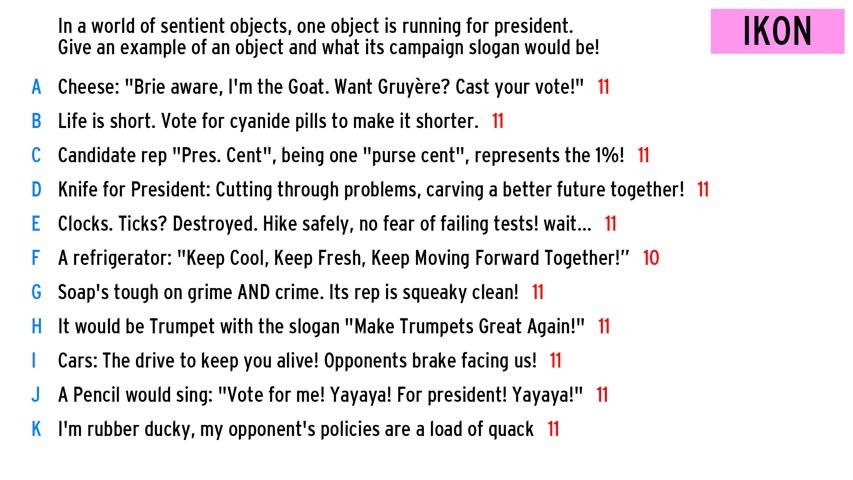 In a world of sentient objects, one object is running for president.
Give an example of an object and what its campaign slogan would be!
IKON
A Cheese: "Brie aware, I'm the Goat. Want Gruyère? Cast your vote!" 11
B Life is short. Vote for cyanide pills to make it shorter. 11
C Candidate rep "Pres. Cent", being one "purse cent", represents the 1%! 11
D Knife for President: Cutting through problems, carving a better future together! 11
E Clocks. Ticks? Destroyed. Hike safely, no fear of failing tests! wait... 11
F A refrigerator: "Keep Cool, Keep Fresh, Keep Moving Forward Together!” 10
G Soap's tough on grime AND crime. Its rep is squeaky clean! 11
H It would be Trumpet with the slogan "Make Trumpets Great Again!" 11
I Cars: The drive to keep you alive! Opponents brake facing us! 11
J A Pencil would sing: "Vote for me! Yayaya! For president! Yayaya!" 11
K I'm rubber ducky, my opponent's policies are a load of quack 11